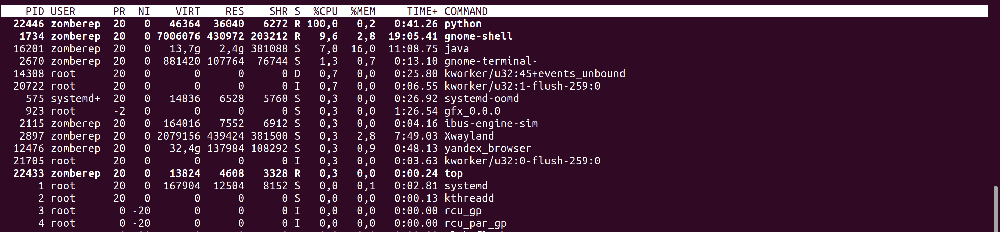 PID USER PR NI VIRT RES SHR S %CPU %MEM TIME+ COMMAND
22446 zomberep 20 0 46364 36040 6272 R 100,0 0,2 0:41.26 python
1734 zomberep 20 0 7006076 430972 203212 R 9,6 2,8 19:05.41 gnome-shell
16201 zomberep 20 0 13,7g 2,4g 381088 S 7,0 16,0 11:08.75 java
2670 zomberep 20 0 881420 107764 76744 S 1,3 0,7 0:13.10 gnome-terminal-
14308 root 20 0 0 0 0 D 0,7 0,0 0:25.80 kworker/u32:45+events_unbound
20722 root 20 0 0 0 0 I 0,7 0,0 0:06.55 kworker/u32:1-flush-259:0
575 systemd+ 20 0 14836 6528 5760 S 0,3 0,0 0:26.92 systemd-oomd
923 root -2 0 0 0 0 S 0,3 0,0 1:26.54 gfx_0.0.0
2115 zomberep 20 0 164016 7552 6912 S 0,3 0,0 0:04.16 ibus-engine-sim
2897 zomberep 20 0 2079156 439424 381500 S 0,3 2,8 7:49.03 Xwayland
12476 zomberep 20 0 32,4g 137984 108292 S 0,3 0,9 0:48.13 yandex_browser
21705 root 20 0 0 0 0 I 0,3 0,0 0:03.63 kworker/u32:0-flush-259:0
22433 zomberep 20 0 13824 4608 3328 R 0,3 0,0 0:00.24 top
1 root 20 0 167904 12504 8152 S 0,0 0,1 0:02.81 systemd
2 root 20 0 0 0 0 S 0,0 0,0 0:00.13 kthreadd
3 root 0 -20 0 0 0 I 0,0 0,0 0:00.00 rcu_gp
4 root 0 -20 0 0 0 I 0,0 0,0 0:00.00 rcu_par_gp